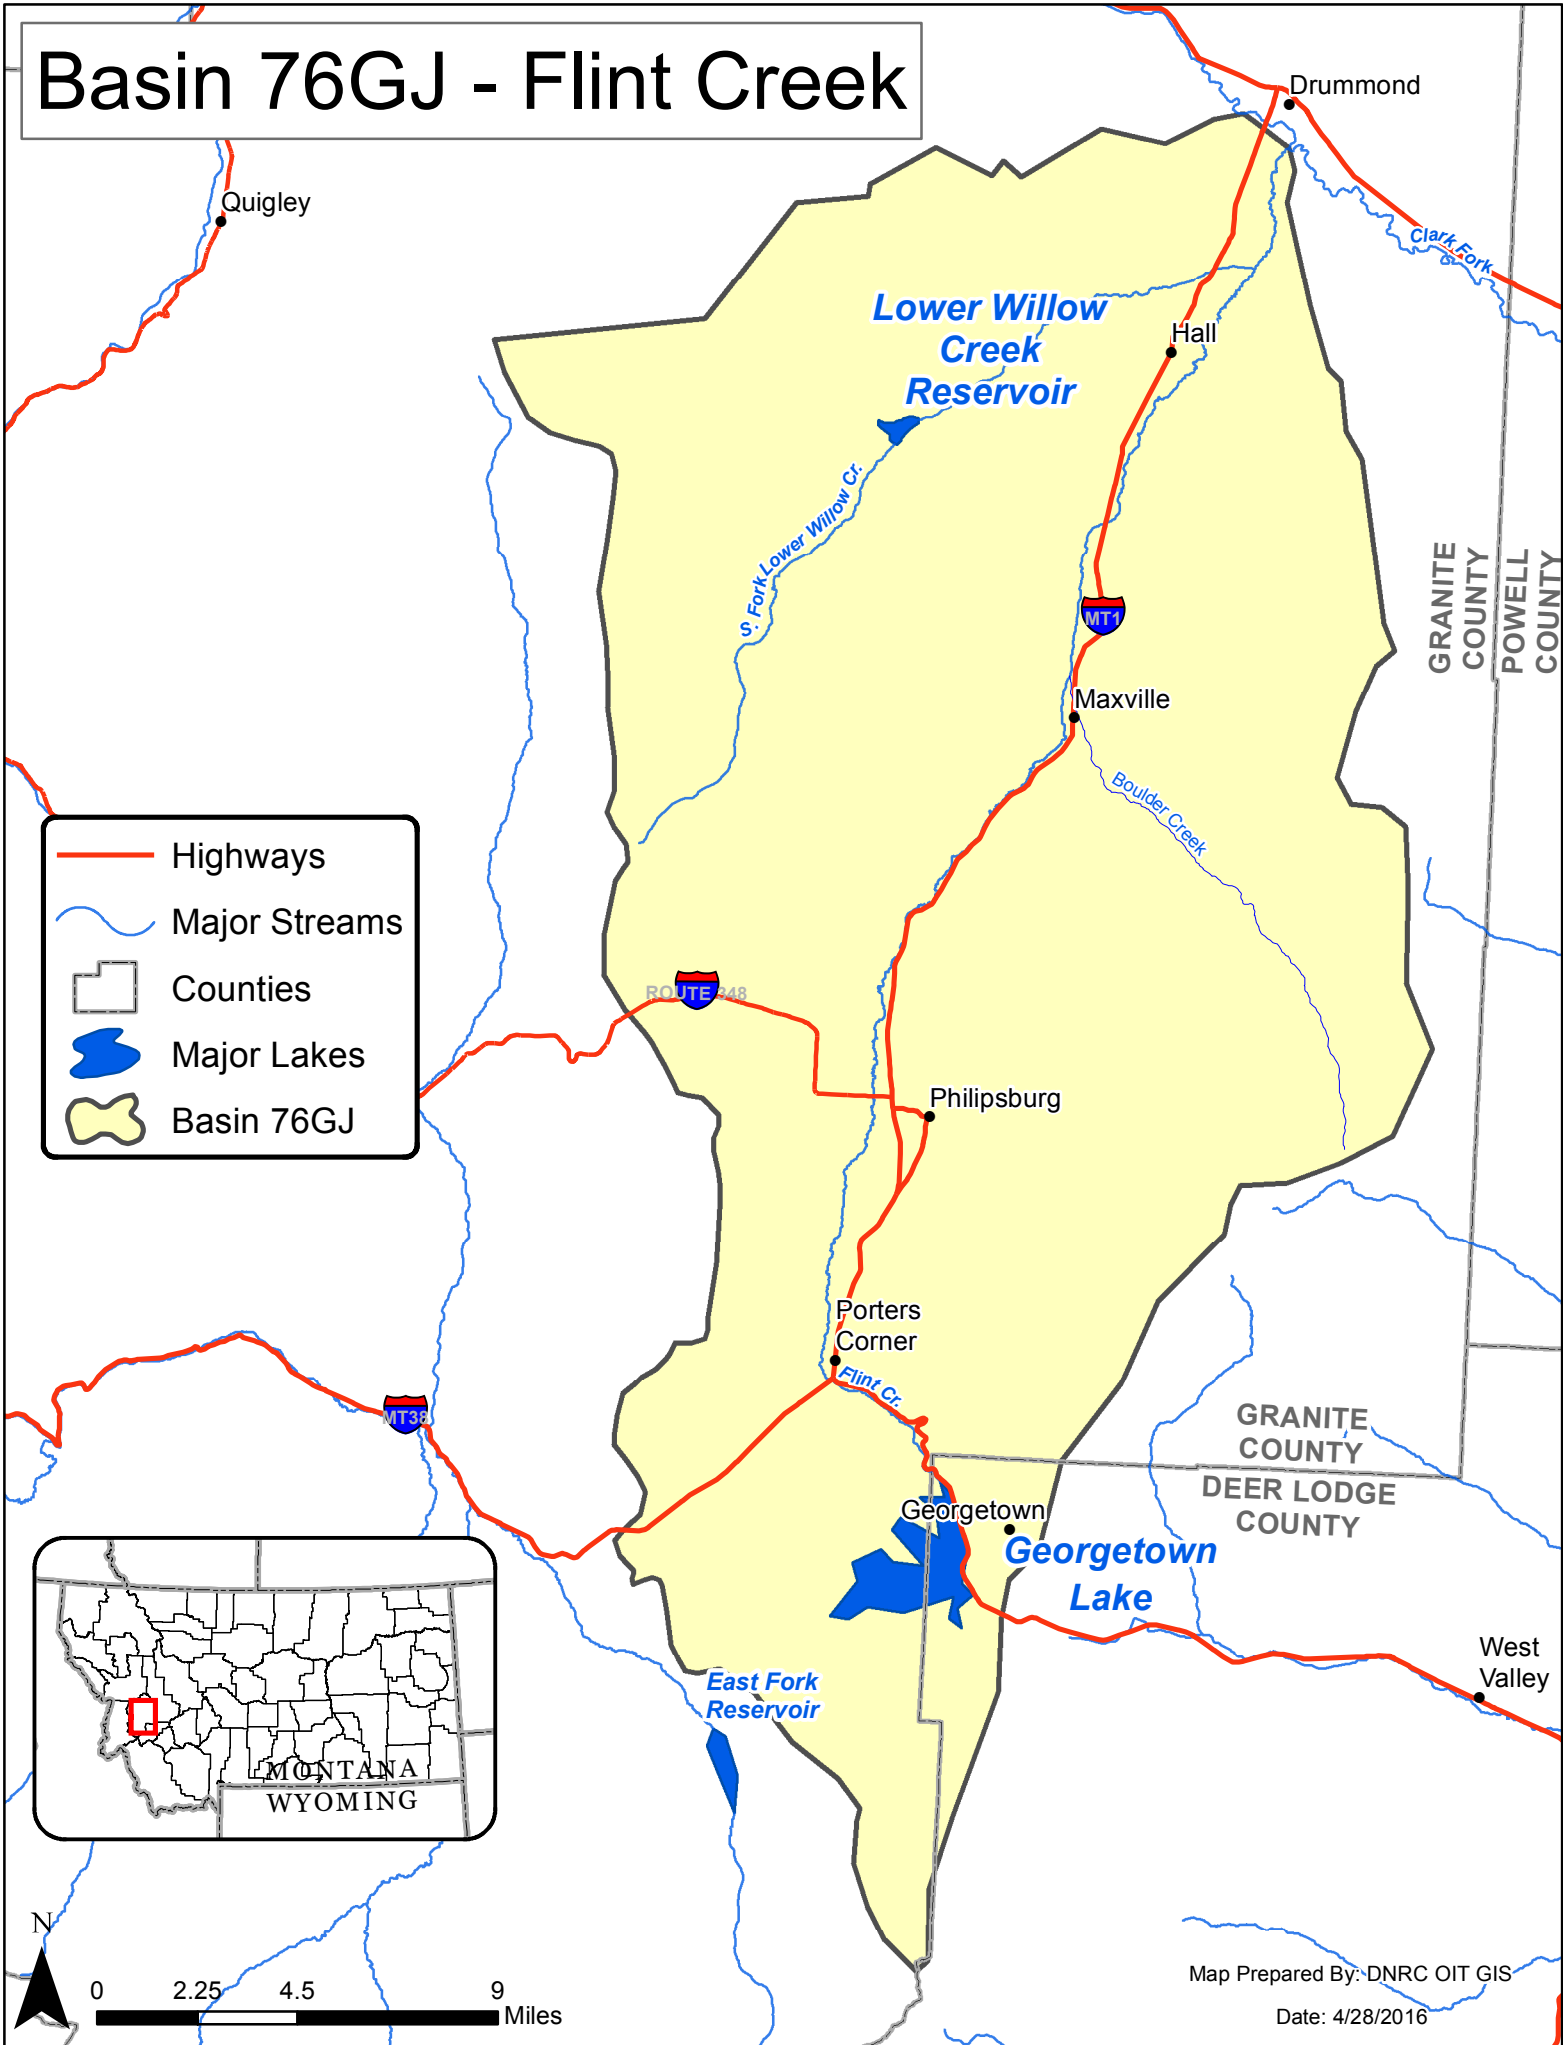 Basin 76GJ - Flint Creek
Drummond
Quigley
Clark Fork
Lower Willow
Creek
Reservoir
Hall
S. Fork Lower Willow Cr.
GRANITE
COUNTY
POWELL
COUNTY
MT1
Maxville
Boulder Creek
Highways
Major Streams
Counties
Major Lakes
Basin 76GJ
ROUTE 348
Philipsburg
Porters
Corner
Flint Cr.
MT38
GRANITE
COUNTY
DEER LODGE
COUNTY
Georgetown
Georgetown
Lake
West
Valley
East Fork
Reservoir
MONTANA
WYOMING
N
0 2.25 4.5 9
Miles
Map Prepared By: DNRC OIT GIS
Date: 4/28/2016